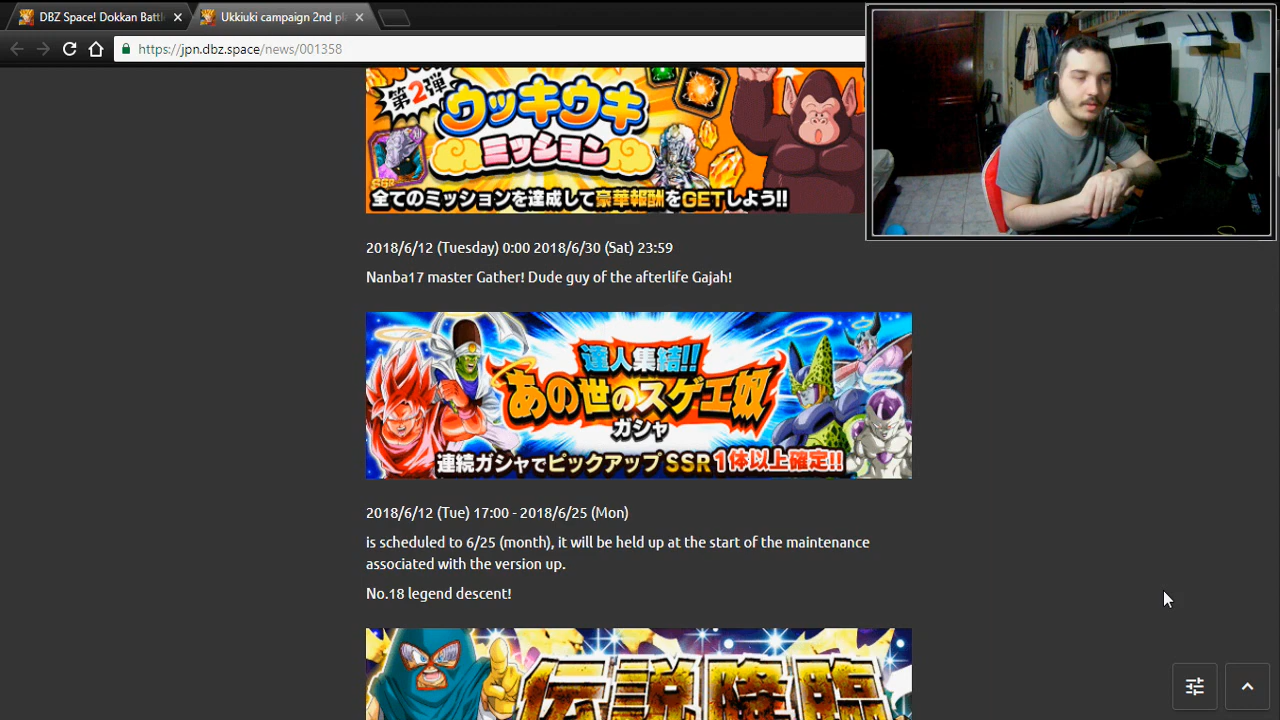 DBZ Space! Dokkan Battl
Ukkiuki campaign 2nd pl
https://jpn.dbz.space/news/001358
第2弾
ウッキウキ
ミッション
SSR
全てのミッションを達成して豪華報酬をGETしよう!!
2018/6/12 (Tuesday) 0:00 2018/6/30 (Sat) 23:59
Nanba17 master Gather! Dude guy of the afterlife Gajah!
達人集結!!
あの世のスゲエ奴
ガシャ
連続ガシャでピックアップSSR1体以上確定!!
2018/6/12 (Tue) 17:00 - 2018/6/25 (Mon)
is scheduled to 6/25 (month), it will be held up at the start of the maintenance
associated with the version up.
No.18 legend descent!
伝説降臨